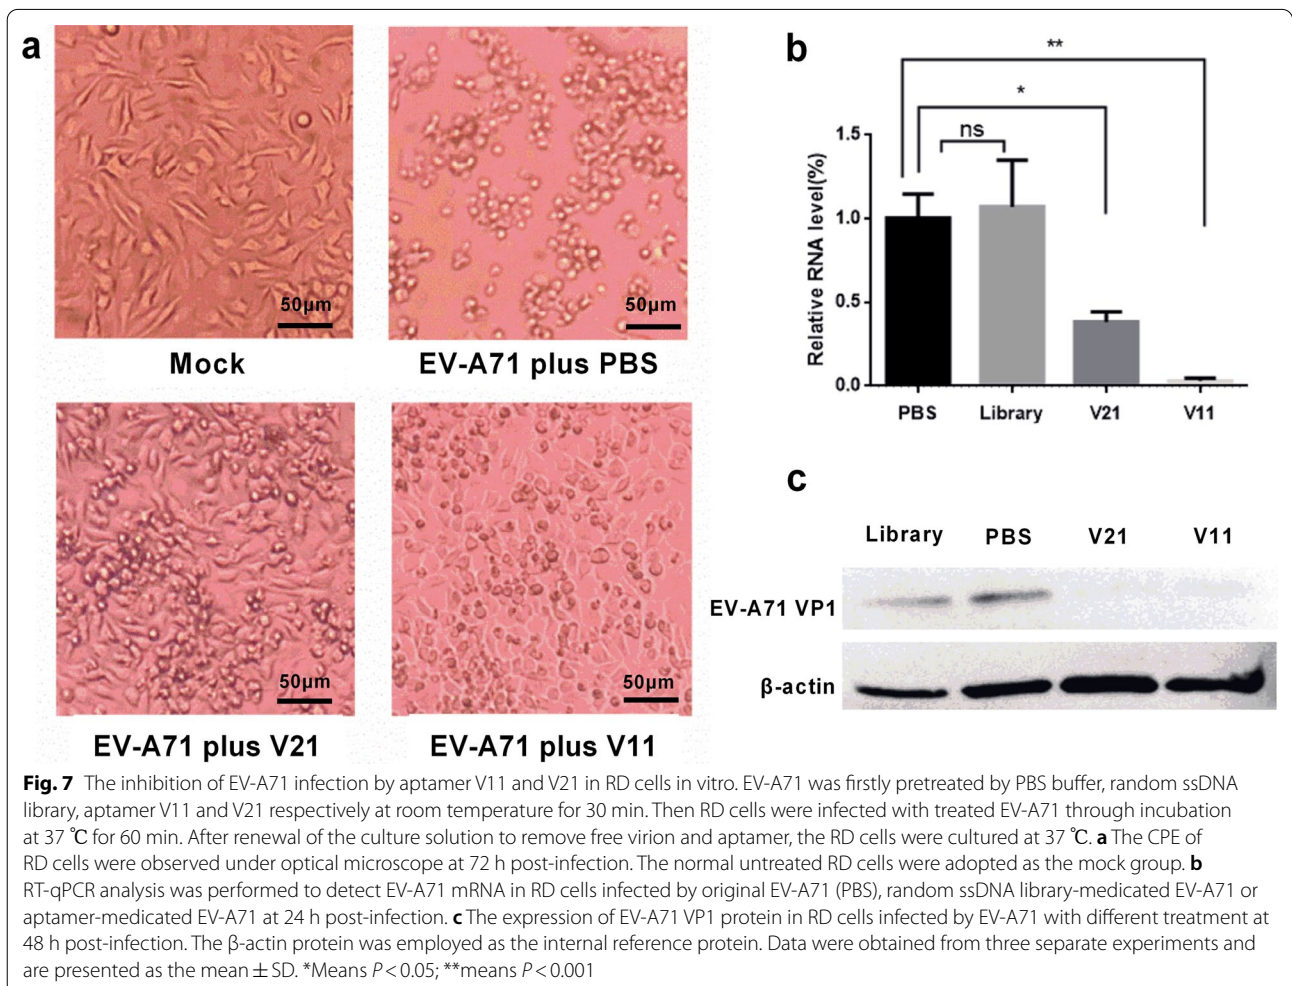 a
50µm
50µm
Mock
EV-A71 plus PBS
50µm
50µm
EV-A71 plus V21
EV-A71 plus V11
b
**
*
ns
1.5
1.0
0.5
0.0
Relative RNA level(%)
PBS Library V21 V11
c
Library PBS V21 V11
EV-A71 VP1
β-actin
Fig. 7 The inhibition of EV-A71 infection by aptamer V11 and V21 in RD cells in vitro. EV-A71 was firstly pretreated by PBS buffer, random ssDNA
library, aptamer V11 and V21 respectively at room temperature for 30 min. Then RD cells were infected with treated EV-A71 through incubation
at 37 ℃ for 60 min. After renewal of the culture solution to remove free virion and aptamer, the RD cells were cultured at 37 ℃. a The CPE of
RD cells were observed under optical microscope at 72 h post-infection. The normal untreated RD cells were adopted as the mock group. b
RT-qPCR analysis was performed to detect EV-A71 mRNA in RD cells infected by original EV-A71 (PBS), random ssDNA library-medicated EV-A71 or
aptamer-medicated EV-A71 at 24 h post-infection. c The expression of EV-A71 VP1 protein in RD cells infected by EV-A71 with different treatment at
48 h post-infection. The β-actin protein was employed as the internal reference protein. Data were obtained from three separate experiments and
are presented as the mean ± SD. *Means P < 0.05; **means P < 0.001